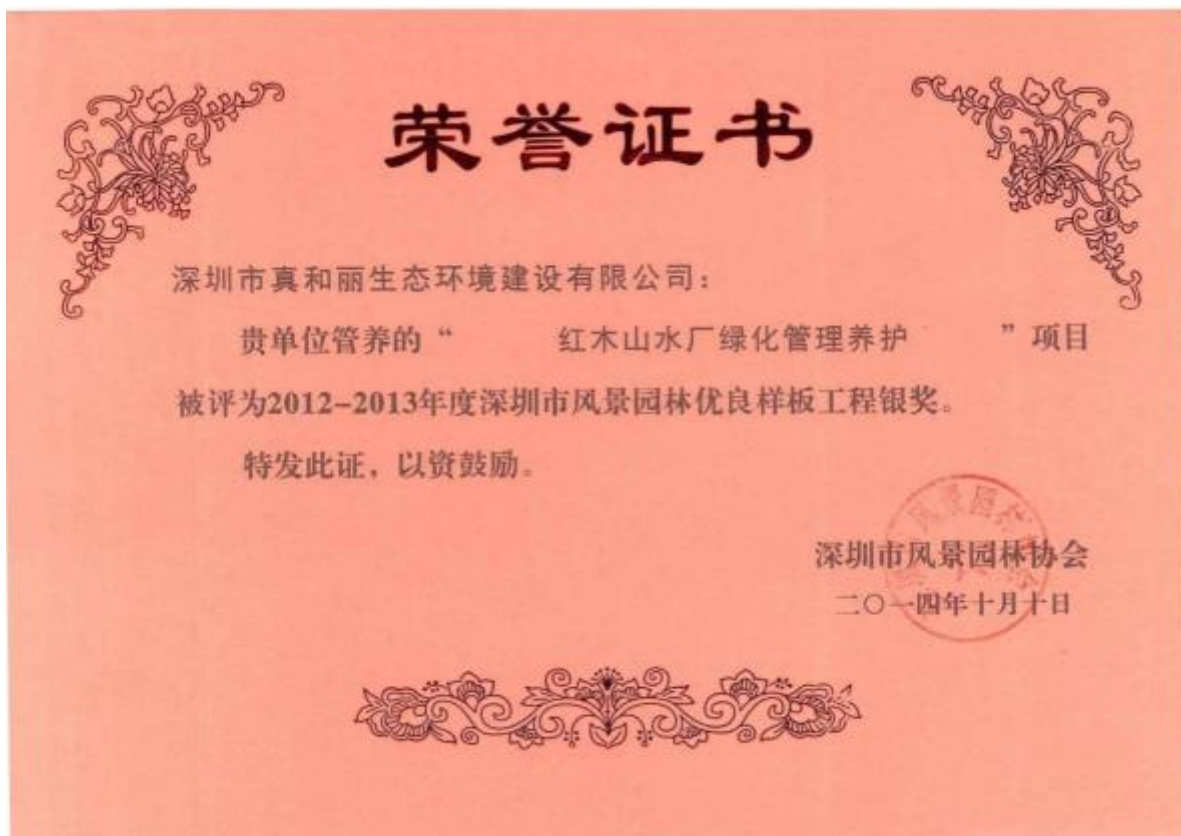 荣誉证书
深圳市真和丽生态环境建设有限公司：
贵单位管养的“ 红木山水厂绿化管理养护 ”项目
被评为2012-2013年度深圳市风景园林优良样板工程银奖。
特发此证，以资鼓励。
深圳市风景园林协会
二〇一四年十月十日